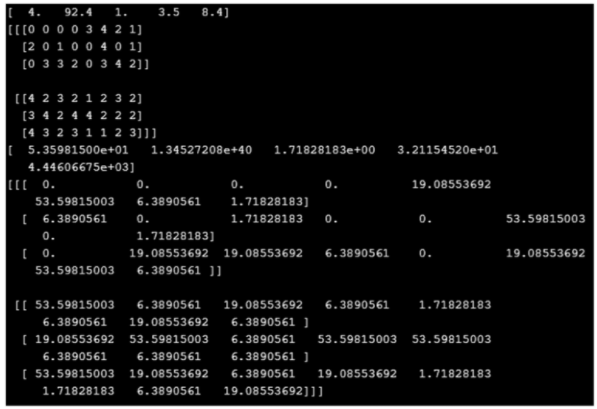 [ 4. 92.4 1. 3.5 8.4]
[[[0 0 0 0 3 4 2 1]
[2 0 1 0 0 4 0 1]
[0 3 3 2 0 3 4 2]]
[[4 2 3 2 1 2 3 2]
[3 4 2 4 4 2 2 2]
[4 3 2 3 1 1 2 3]]]
[ 5.35981500e+01 1.34527208e+40 1.71828183e+00 3.21154520e+01
4.44606675e+03]
[[[ 0. 0. 0. 0. 19.08553692
53.59815003 6.3890561 1.71828183]
[ 6.3890561 0. 1.71828183 0. 0. 53.59815003
0. 1.71828183]
[ 0. 19.08553692 19.08553692 6.3890561 0. 19.08553692
53.59815003 6.3890561 ]]
[[ 53.59815003 6.3890561 19.08553692 6.3890561 1.71828183
6.3890561 19.08553692 6.3890561 ]
[ 19.08553692 53.59815003 6.3890561 53.59815003 53.59815003
6.3890561 6.3890561 6.3890561 ]
[ 53.59815003 19.08553692 6.3890561 19.08553692 1.71828183
1.71828183 6.3890561 19.08553692]]]